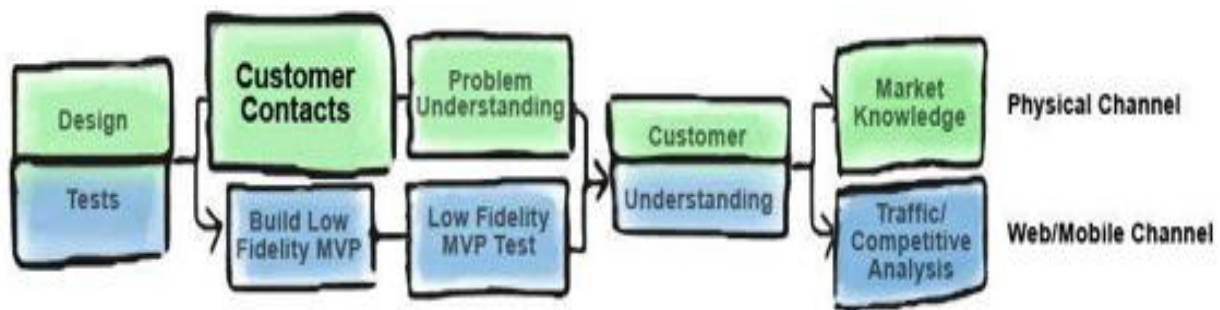 Design
Tests
Customer
Contacts
Problem
Understanding
Build Low
Fidelity MVP
Low Fidelity
MVP Test
Customer
Understanding
Market
Knowledge
Physical Channel
Traffic/
Competitive
Analysis
Web/Mobile Channel